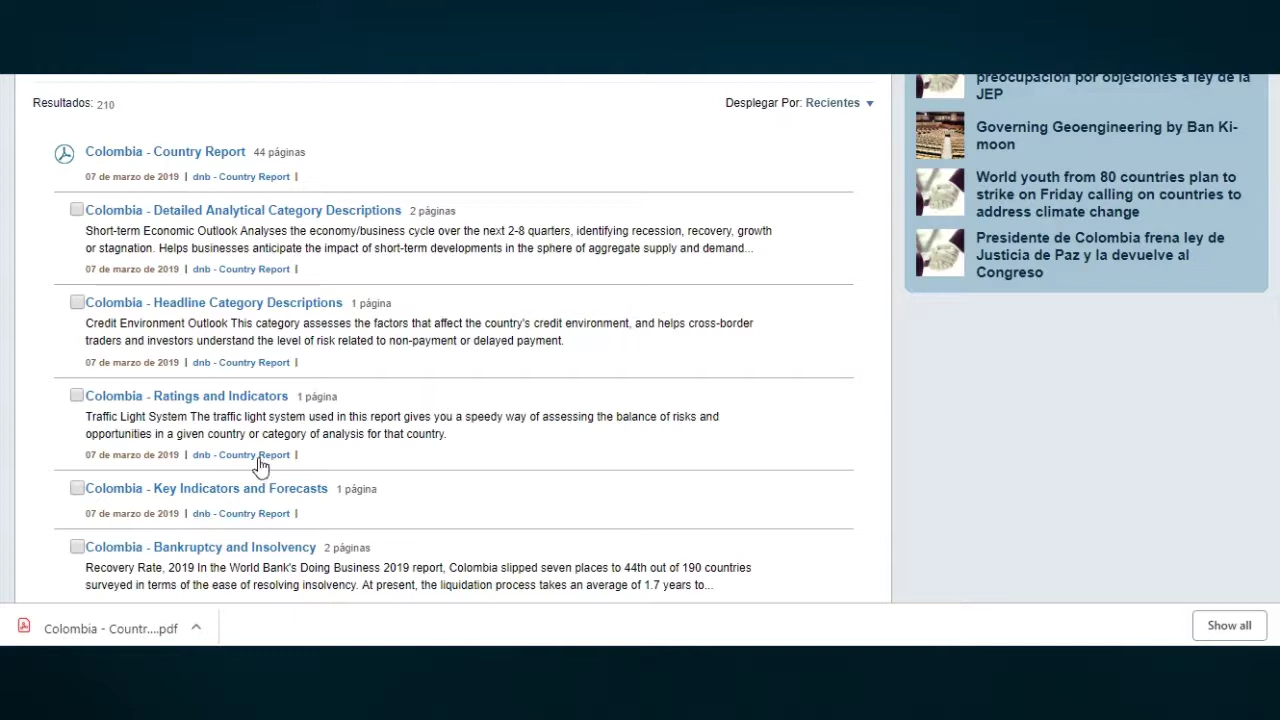 Resultados: 210
Desplegar Por: Recientes
Colombia - Country Report 44 páginas
07 de marzo de 2019 | dnb - Country Report |
Colombia - Detailed Analytical Category Descriptions 2 páginas
Short-term Economic Outlook Analyses the economy/business cycle over the next 2-8 quarters, identifying recession, recovery, growth
or stagnation. Helps businesses anticipate the impact of short-term developments in the sphere of aggregate supply and demand...
07 de marzo de 2019 | dnb - Country Report |
Colombia - Headline Category Descriptions 1 página
Credit Environment Outlook This category assesses the factors that affect the country's credit environment, and helps cross-border
traders and investors understand the level of risk related to non-payment or delayed payment.
07 de marzo de 2019 | dnb - Country Report |
Colombia - Ratings and Indicators 1 página
Traffic Light System The traffic light system used in this report gives you a speedy way of assessing the balance of risks and
opportunities in a given country or category of analysis for that country.
07 de marzo de 2019 | dnb - Country Report |
Colombia - Key Indicators and Forecasts 1 página
07 de marzo de 2019 | dnb - Country Report |
Colombia - Bankruptcy and Insolvency 2 páginas
Recovery Rate, 2019 In the World Bank's Doing Business 2019 report, Colombia slipped seven places to 44th out of 190 countries
surveyed in terms of the ease of resolving insolvency. At present, the liquidation process takes an average of 1.7 years to...
preocupación por objeciones a ley de la
JEP
Governing Geoengineering by Ban Ki-
moon
World youth from 80 countries plan to
strike on Friday calling on countries to
address climate change
Presidente de Colombia frena ley de
Justicia de Paz y la devuelve al
Congreso
Colombia - Countr....pdf
Show all